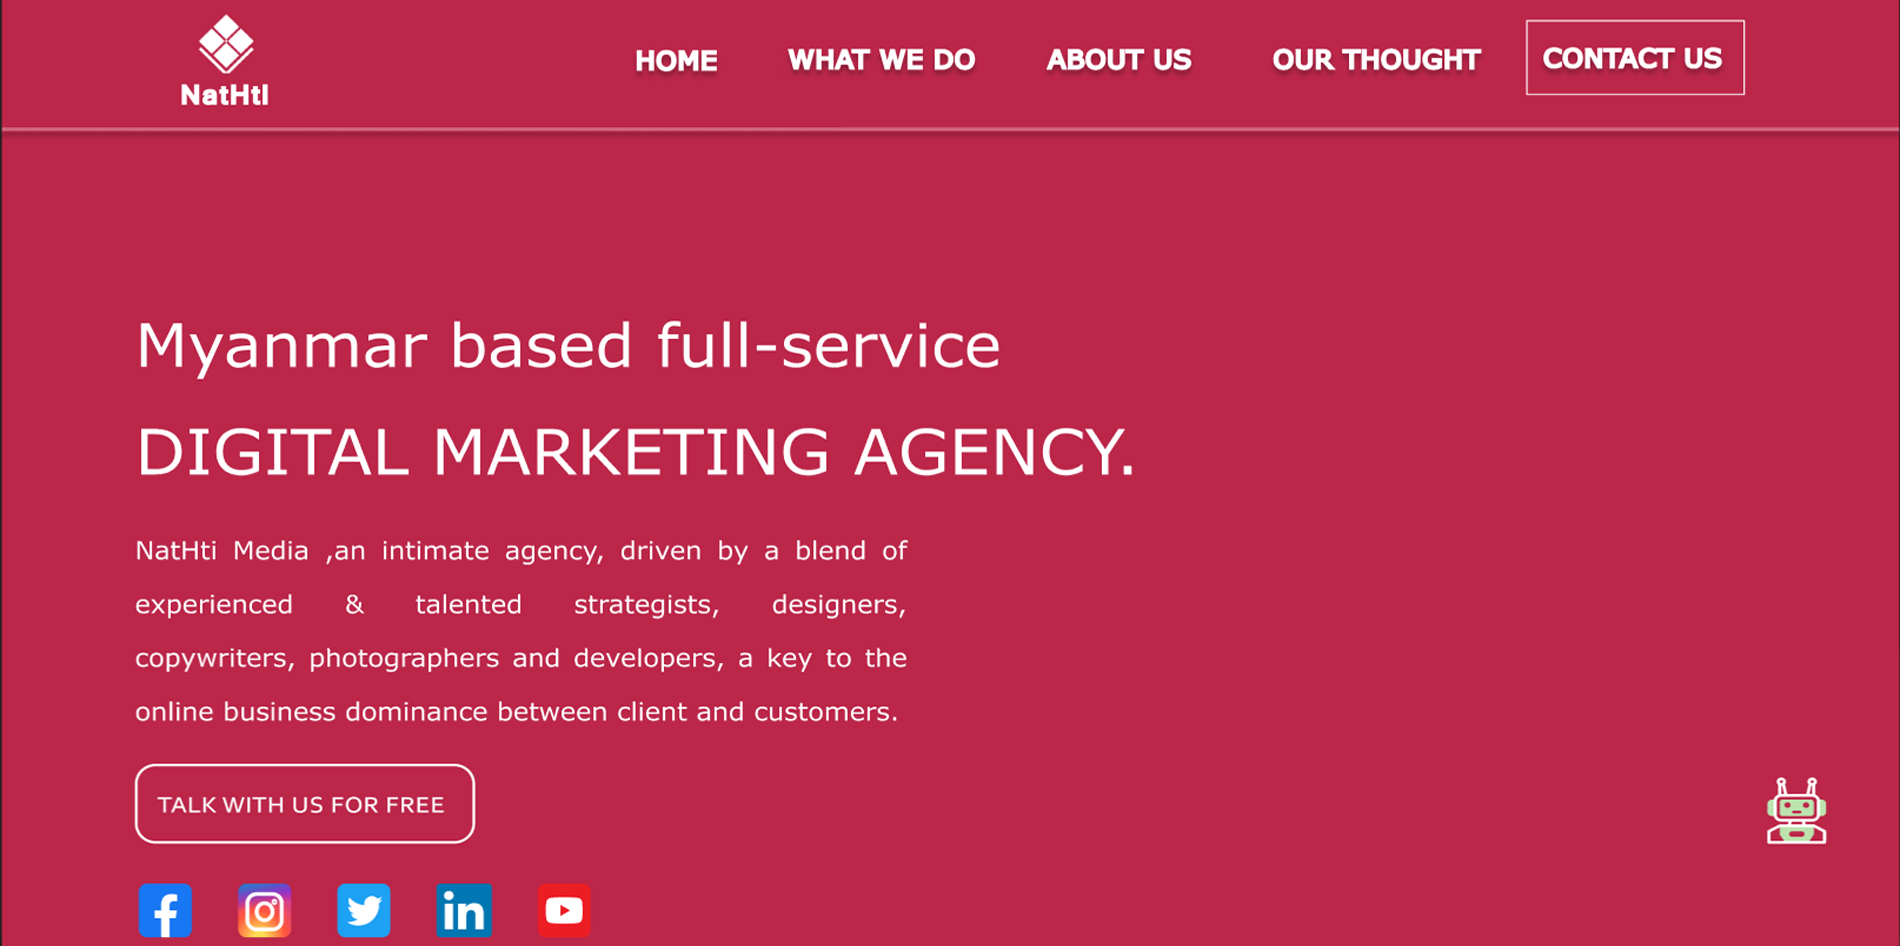 NatHtI
HOME
WHAT WE DO
ABOUT US
OUR THOUGHT
CONTACT US
Myanmar based full-service
DIGITAL MARKETING AGENCY.
NatHti Media ,an intimate agency, driven by a blend of
experienced & talented strategists, designers,
copywriters, photographers and developers, a key to the
online business dominance between client and customers.
TALK WITH US FOR FREE
in